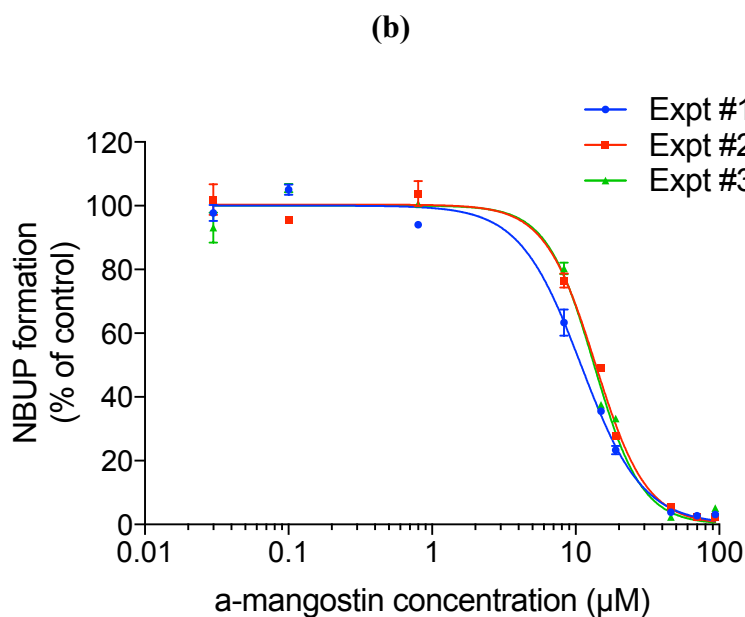 (b)
Expt #1
Expt #2
Expt #3
120
100
80
60
40
20
0
NBUP formation
(% of control)
0.01 0.1 1 10 100
a-mangostin concentration (µM)